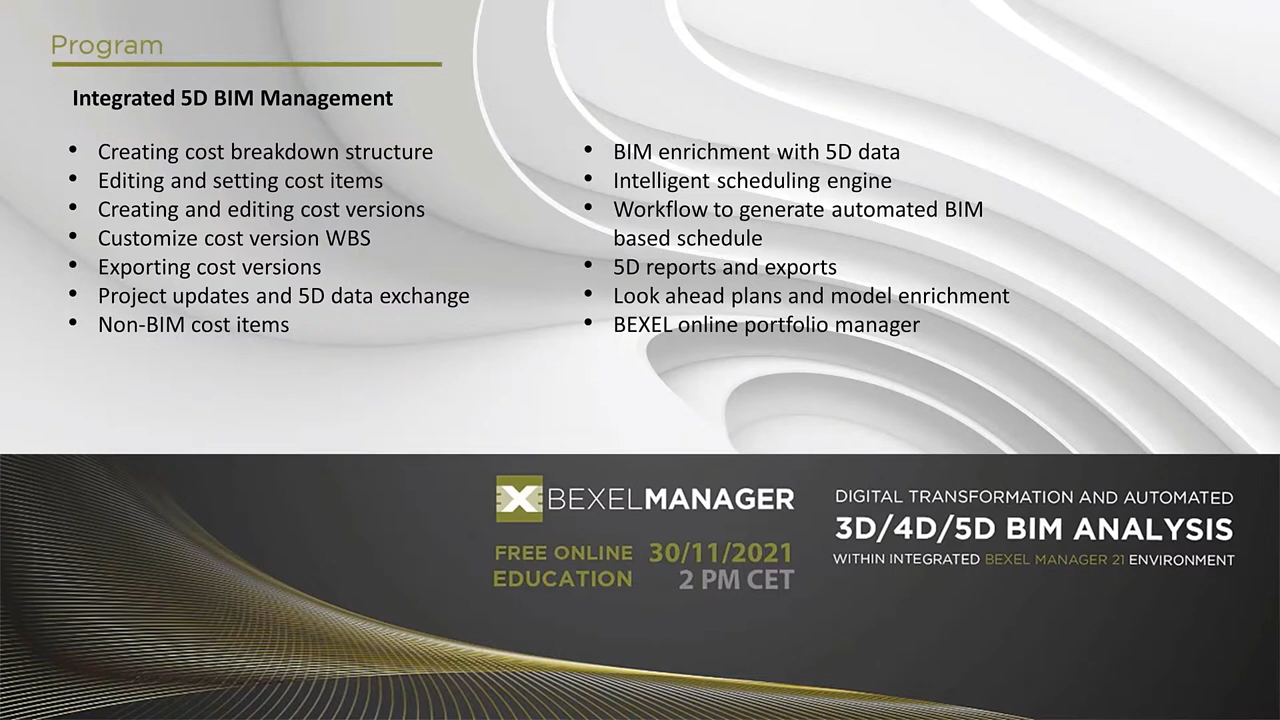 Program
Integrated 5D BIM Management
• Creating cost breakdown structure
• Editing and setting cost items
• Creating and editing cost versions
• Customize cost version WBS
• Exporting cost versions
• Project updates and 5D data exchange
• Non-BIM cost items
• BIM enrichment with 5D data
• Intelligent scheduling engine
• Workflow to generate automated BIM
based schedule
• 5D reports and exports
• Look ahead plans and model enrichment
• BEXEL online portfolio manager
X BEXELMANAGER
FREE ONLINE EDUCATION
30/11/2021
2 PM CET
DIGITAL TRANSFORMATION AND AUTOMATED
3D/4D/5D BIM ANALYSIS
WITHIN INTEGRATED BEXEL MANAGER 21 ENVIRONMENT